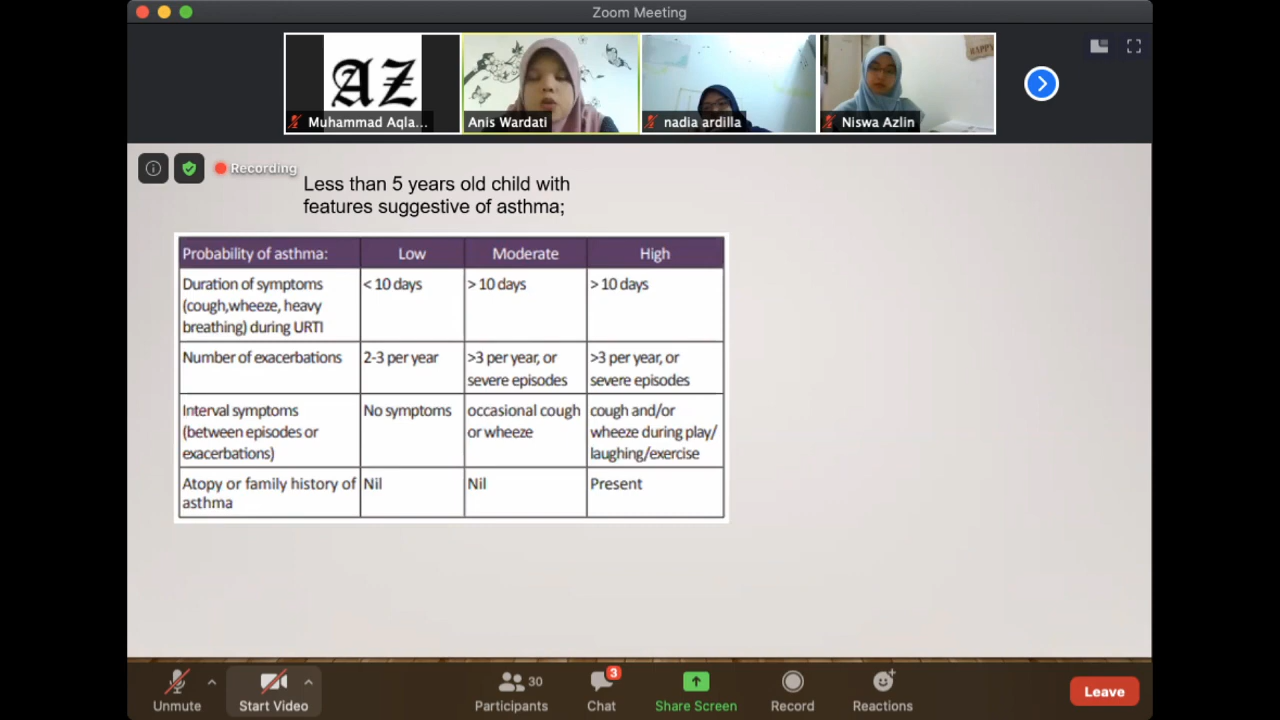 Zoom Meeting
AZ
Muhammad Aqla...
Anis Wardati
nadia ardilla
Niswa Azlin
HAPPY
Recording
Less than 5 years old child with
features suggestive of asthma;
Probability of asthma: Low Moderate High
Duration of symptoms < 10 days > 10 days > 10 days
(cough,wheeze, heavy
breathing) during URTI
Number of exacerbations 2-3 per year >3 per year, or >3 per year, or
severe episodes severe episodes
Interval symptoms No symptoms occasional cough cough and/or
(between episodes or or wheeze wheeze during play/
exacerbations) laughing/exercise
Atopy or family history of Nil Nil Present
asthma
Unmute
Start Video
30
Participants
3
Chat
Share Screen
Record
Reactions
Leave